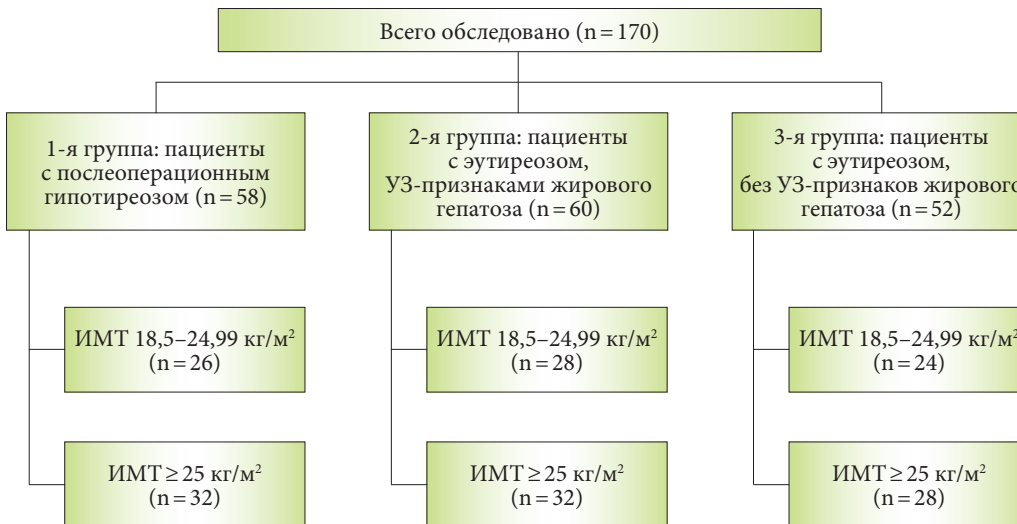 Всего обследовано (n = 170)
1-я группа: пациенты
с послеоперационным
гипотиреозом (n = 58)
2-я группа: пациенты
с эутиреозом,
УЗ-признаками жирового
гепатоза (n = 60)
3-я группа: пациенты
с эутиреозом,
без УЗ-признаков жирового
гепатоза (n = 52)
ИМТ 18,5–24,99 кг/м²
(n = 26)
ИМТ 18,5–24,99 кг/м²
(n = 28)
ИМТ 18,5–24,99 кг/м²
(n = 24)
ИМТ ≥ 25 кг/м²
(n = 32)
ИМТ ≥ 25 кг/м²
(n = 32)
ИМТ ≥ 25 кг/м²
(n = 28)